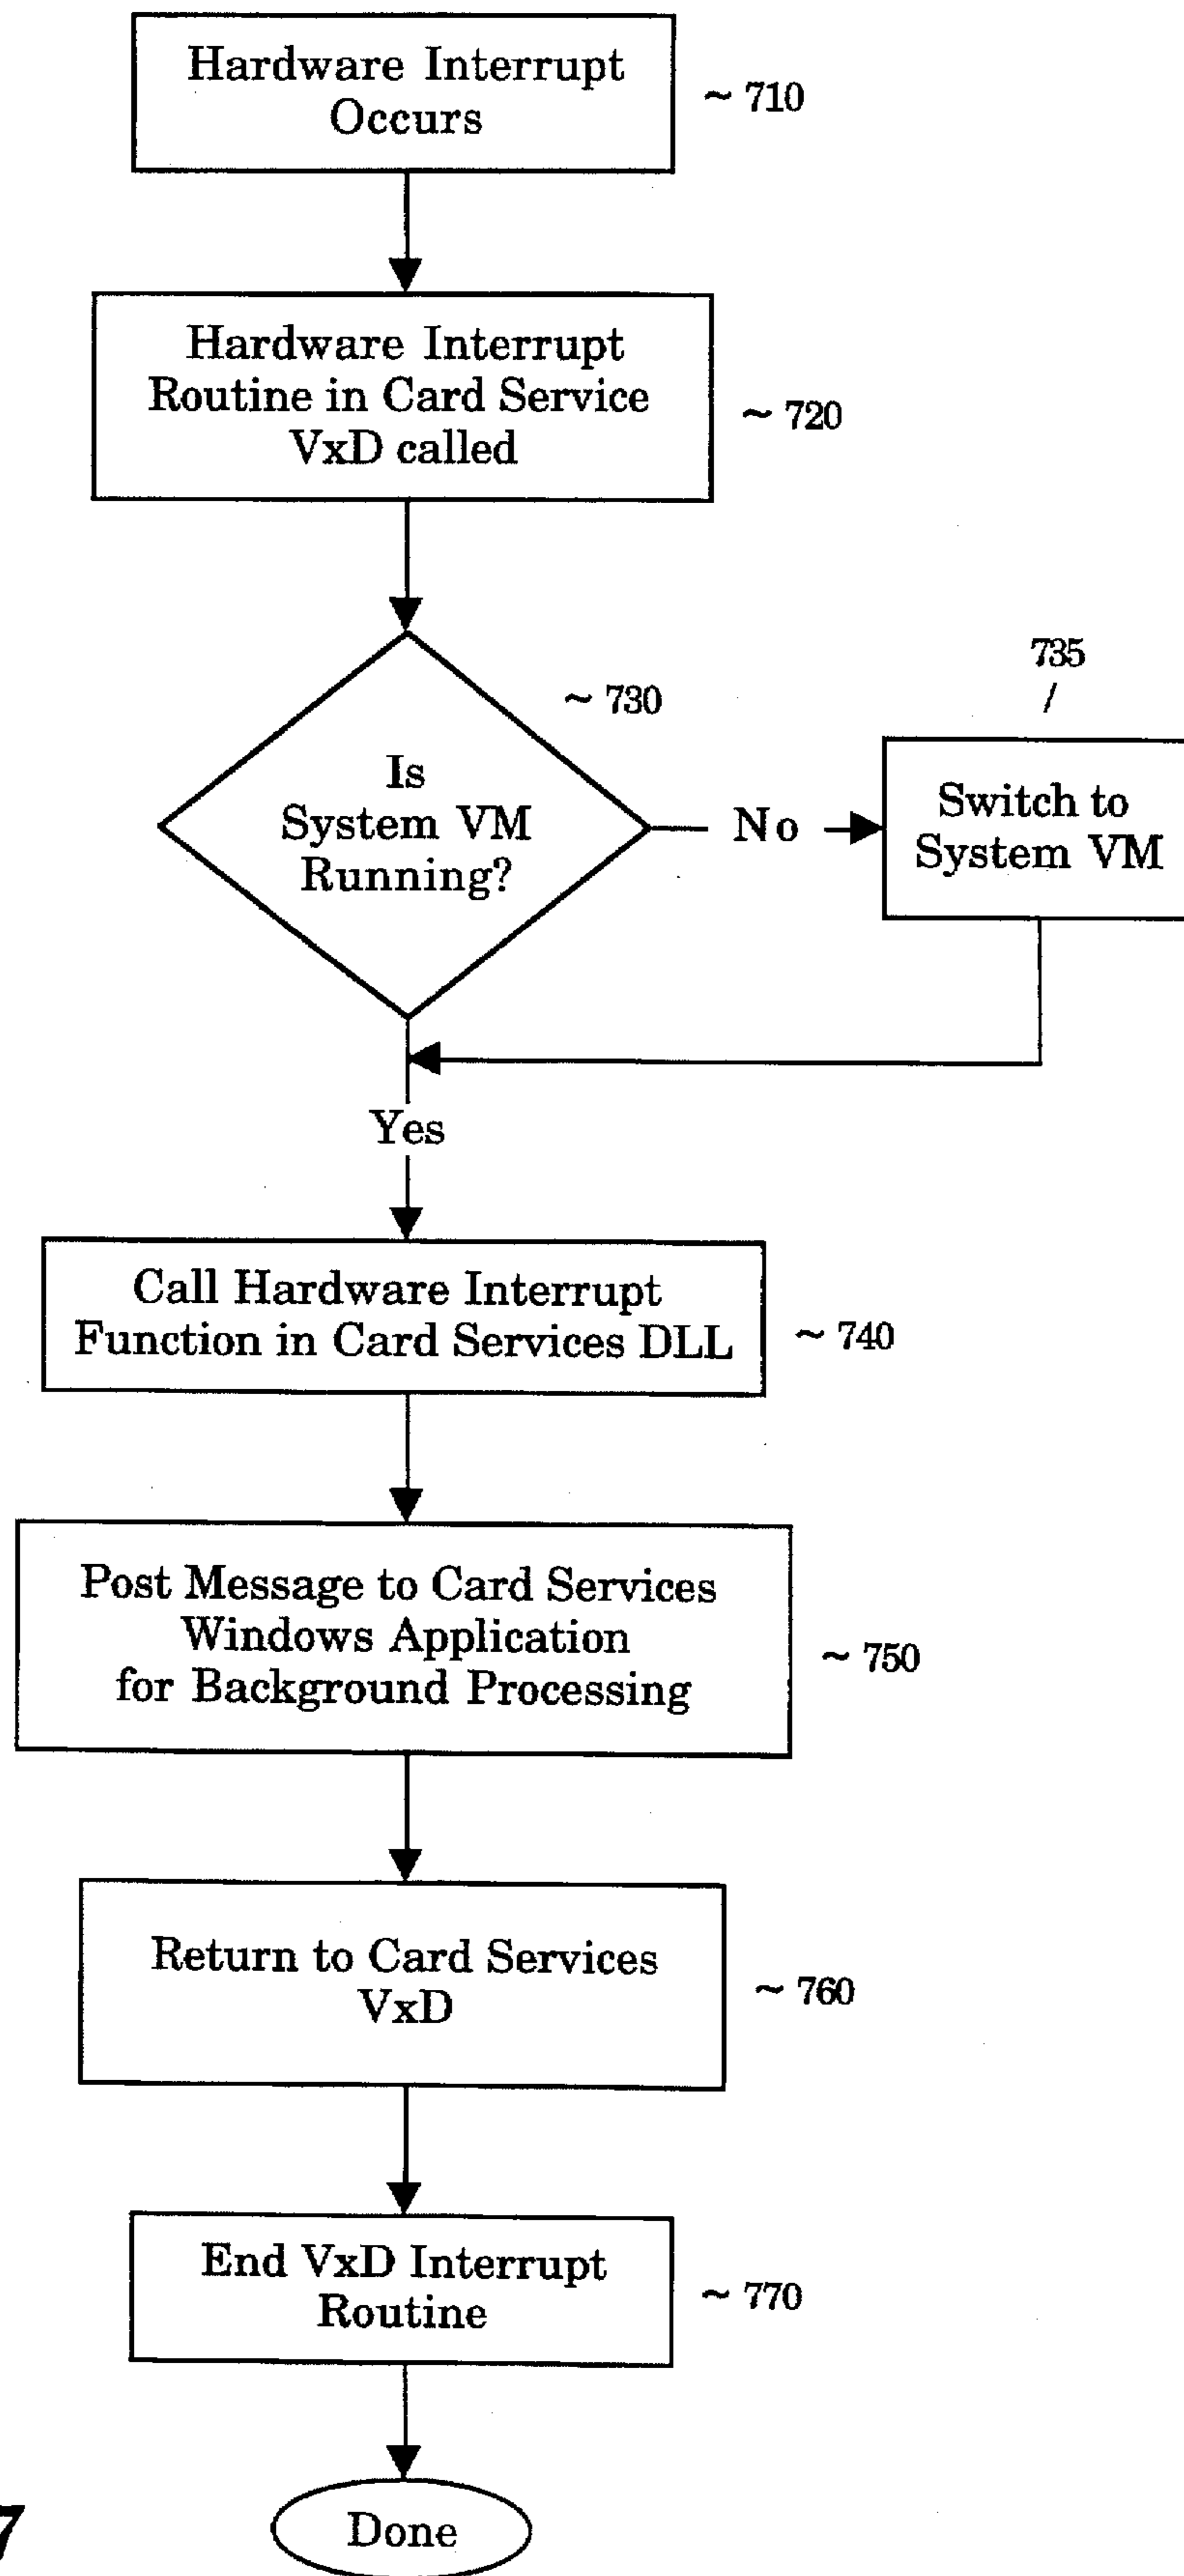 Hardware Interrupt
Occurs
~ 710
Hardware Interrupt
Routine in Card Service
VxD called
~ 720
~ 730
Is
System VM
Running?
No
735
/
Switch to
System VM
Yes
Call Hardware Interrupt
Function in Card Services DLL
~ 740
Post Message to Card Services
Windows Application
for Background Processing
~ 750
Return to Card Services
VxD
~ 760
End VxD Interrupt
Routine
~ 770
Done
7